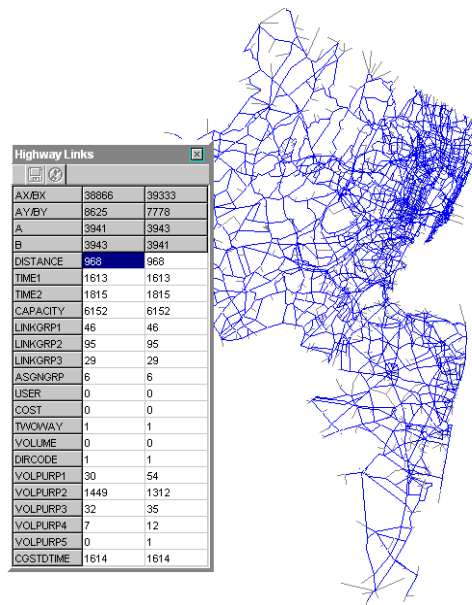 Highway Links
AX/BX 38866 39333
AY/BY 8625 7778
A 3941 3943
B 3943 3941
DISTANCE 968 968
TIME1 1613 1613
TIME2 1815 1815
CAPACITY 6152 6152
LINKGRP1 46 46
LINKGRP2 95 95
LINKGRP3 29 29
ASGNGRP 6 6
USER 0 0
COST 0 0
TWOWAY 1 1
VOLUME 0 0
DIRCODE 1 1
VOLPURP1 30 54
VOLPURP2 1449 1312
VOLPURP3 32 35
VOLPURP4 7 12
VOLPURP5 0 1
CGSTDTIME 1614 1614